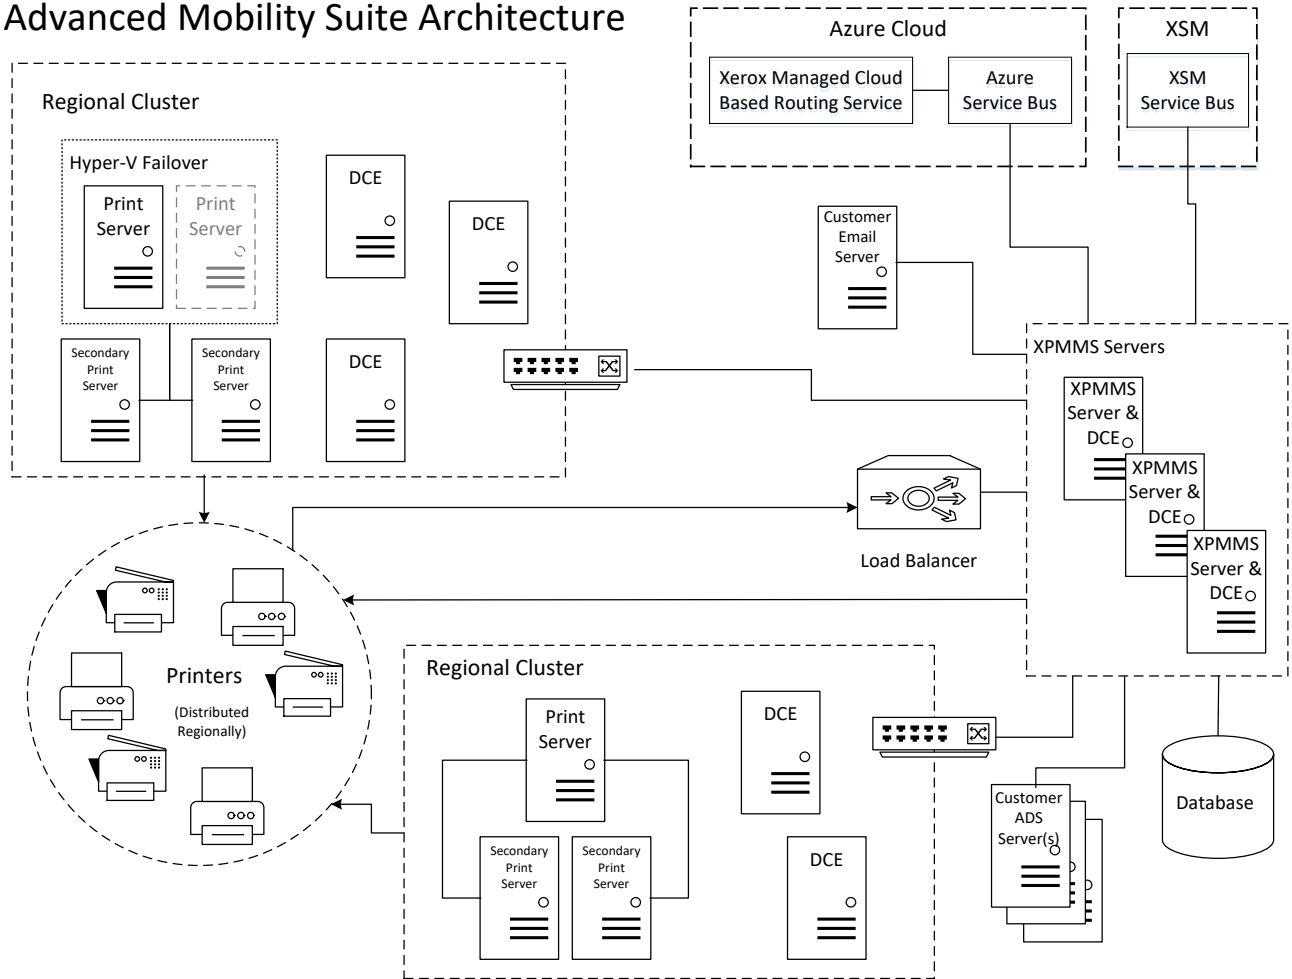 Advanced Mobility Suite Architecture
Azure Cloud
Xerox Managed Cloud
Based Routing Service
Azure
Service Bus
XSM
XSM
Service Bus
Regional Cluster
Hyper-V Failover
Print
Server
Print
Server
DCE
DCE
Secondary
Print
Server
Secondary
Print
Server
DCE
Customer
Email
Server
XPMMS Servers
XPMMS
Server &
DCE
XPMMS
Server &
DCE
XPMMS
Server &
DCE
Load Balancer
Printers
(Distributed
Regionally)
Regional Cluster
Print
Server
Secondary
Print
Server
Secondary
Print
Server
DCE
DCE
Customer
ADS
Server(s)
Database